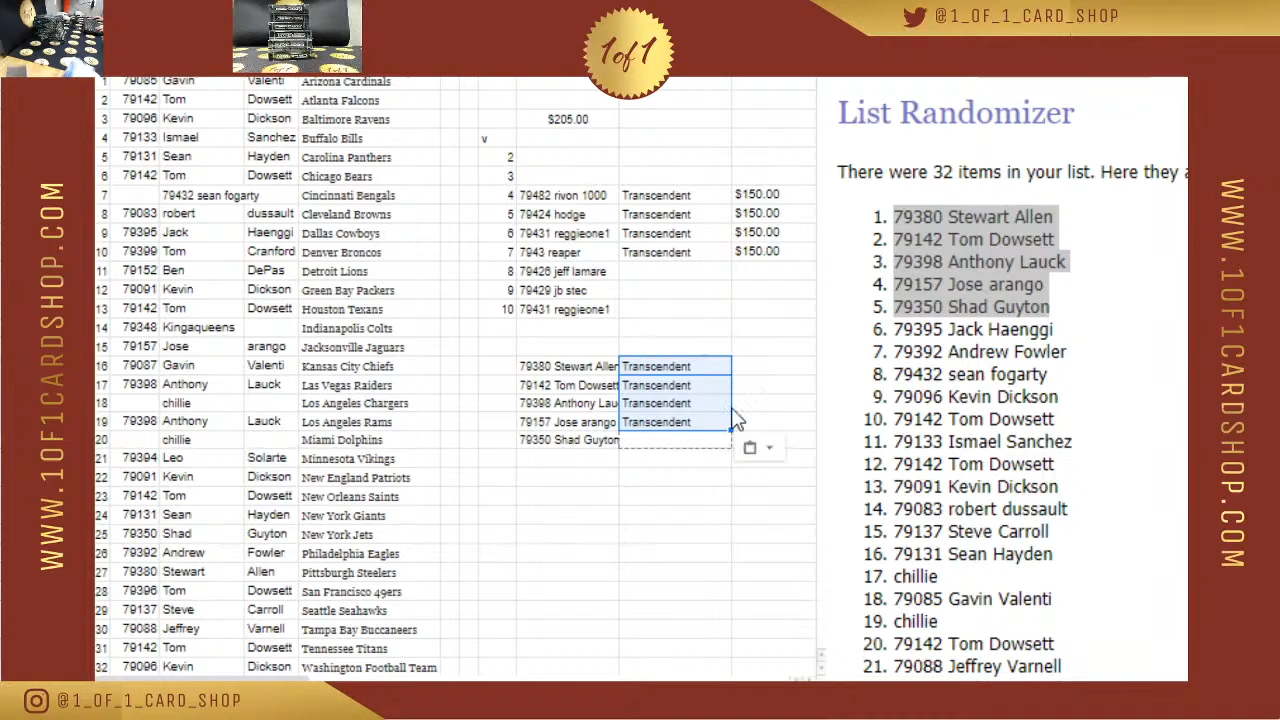 @1_OF_1_CARD_SHOP
1of1
WWW.1OF1CARDSHOP.COM
1 79085 Gavin Valenti Arizona Cardinals
2 79142 Tom Dowsett Atlanta Falcons
3 79096 Kevin Dickson Baltimore Ravens $205.00
4 79133 Ismael Sanchez Buffalo Bills v
5 79131 Sean Hayden Carolina Panthers 2
6 79142 Tom Dowsett Chicago Bears 3
7 79432 sean fogarty Cincinnati Bengals 4 79482 rivon 1000 Transcendent $150.00
8 79083 robert dussault Cleveland Browns 5 79424 hodge Transcendent $150.00
9 79395 Jack Haenggi Dallas Cowboys 6 79431 reggieone1 Transcendent $150.00
10 79399 Tom Cranford Denver Broncos 7 7943 reaper Transcendent $150.00
11 79152 Ben DePas Detroit Lions 8 79426 jeff lamare
12 79091 Kevin Dickson Green Bay Packers 9 79429 jb stec
13 79142 Tom Dowsett Houston Texans 10 79431 reggieone1
14 79348 Kingaqueens Indianapolis Colts
15 79157 Jose arango Jacksonville Jaguars
16 79087 Gavin Valenti Kansas City Chiefs 79380 Stewart Aller Transcendent
17 79398 Anthony Lauck Las Vegas Raiders 79142 Tom Dowsett Transcendent
18 chillie Los Angeles Chargers 79398 Anthony Lau Transcendent
19 79398 Anthony Lauck Los Angeles Rams 79157 Jose arango Transcendent
20 chillie Miami Dolphins 79350 Shad Guyton
21 79394 Leo Solarte Minnesota Vikings
22 79091 Kevin Dickson New England Patriots
23 79142 Tom Dowsett New Orleans Saints
24 79131 Sean Hayden New York Giants
25 79350 Shad Guyton New York Jets
26 79392 Andrew Fowler Philadelphia Eagles
27 79380 Stewart Allen Pittsburgh Steelers
28 79396 Tom Dowsett San Francisco 49ers
29 79137 Steve Carroll Seattle Seahawks
30 79088 Jeffrey Varnell Tampa Bay Buccaneers
31 79142 Tom Dowsett Tennessee Titans
32 79096 Kevin Dickson Washington Football Team
List Randomizer
There were 32 items in your list. Here they a
1. 79380 Stewart Allen
2. 79142 Tom Dowsett
3. 79398 Anthony Lauck
4. 79157 Jose arango
5. 79350 Shad Guyton
6. 79395 Jack Haenggi
7. 79392 Andrew Fowler
8. 79432 sean fogarty
9. 79096 Kevin Dickson
10. 79142 Tom Dowsett
11. 79133 Ismael Sanchez
12. 79142 Tom Dowsett
13. 79091 Kevin Dickson
14. 79083 robert dussault
15. 79137 Steve Carroll
16. 79131 Sean Hayden
17. chillie
18. 79085 Gavin Valenti
19. chillie
20. 79142 Tom Dowsett
21. 79088 Jeffrey Varnell
WWW.1OF1CARDSHOP.COM
@1_OF_1_CARD_SHOP